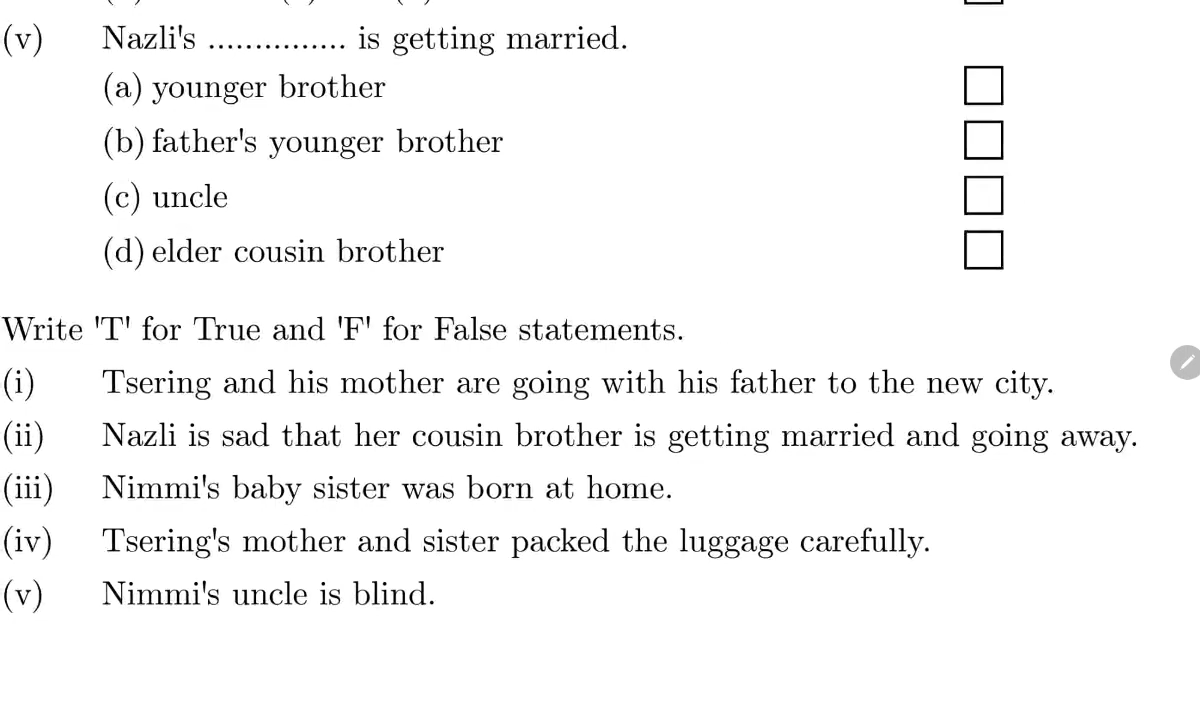 (v) Nazli's ............... is getting married.
(a) younger brother
(b) father's younger brother
(c) uncle
(d) elder cousin brother
Write 'T' for True and 'F' for False statements.
(i) Tsering and his mother are going with his father to the new city.
(ii) Nazli is sad that her cousin brother is getting married and going away.
(iii) Nimmi's baby sister was born at home.
(iv) Tsering's mother and sister packed the luggage carefully.
(v) Nimmi's uncle is blind.